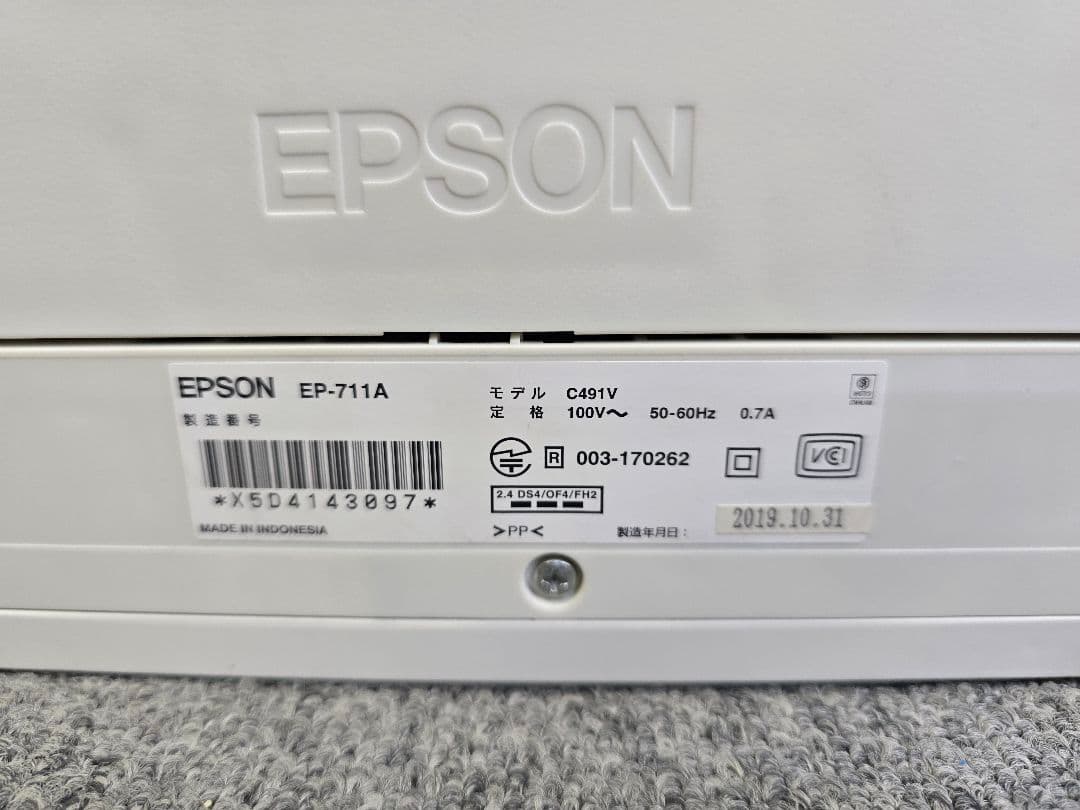 EPSON
EPSON EP-711A
製造番号
*X5D4143097*
MADE IN INDONESIA
モデル C491V
定格 100V～ 50-60Hz 0.7A
R 003-170262
VCI
2.4 DS4/OF4/FH2
>PP<
製造年月日：
2019.10.31